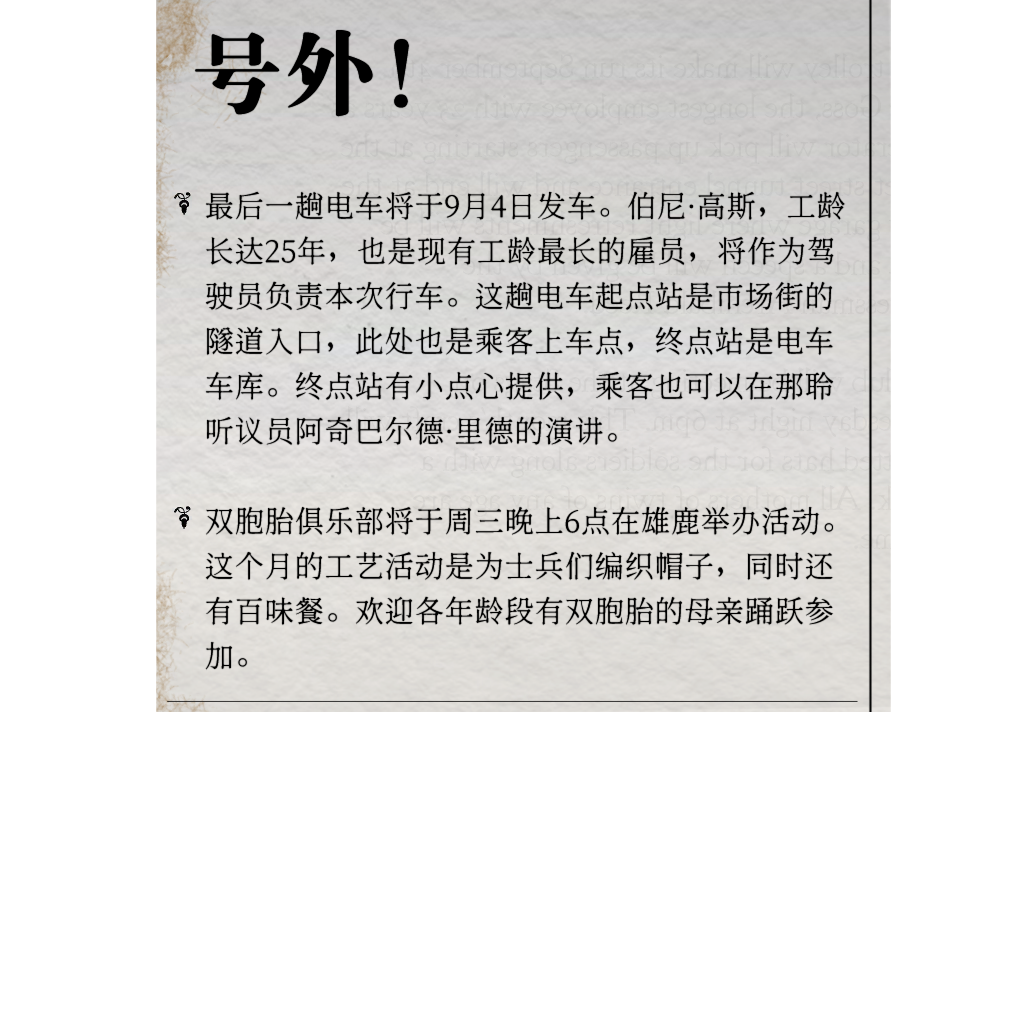 号外！
最后一趟电车将于9月4日发车。伯尼·高斯，工龄
长达25年，也是现有工龄最长的雇员，将作为驾
驶员负责本次行车。这趟电车起点站是市场街的
隧道入口，此处也是乘客上车点，终点站是电车
车库。终点站有小点心提供，乘客也可以在那聆
听议员阿奇巴尔德·里德的演讲。
双胞胎俱乐部将于周三晚上6点在雄鹿举办活动。
这个月的工艺活动是为士兵们编织帽子，同时还
有百味餐。欢迎各年龄段有双胞胎的母亲踊跃参
加。